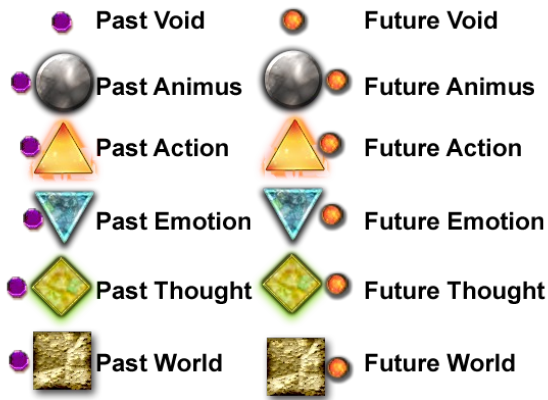 Past Void Future Void
Past Animus Future Animus
Past Action Future Action
Past Emotion Future Emotion
Past Thought Future Thought
Past World Future World